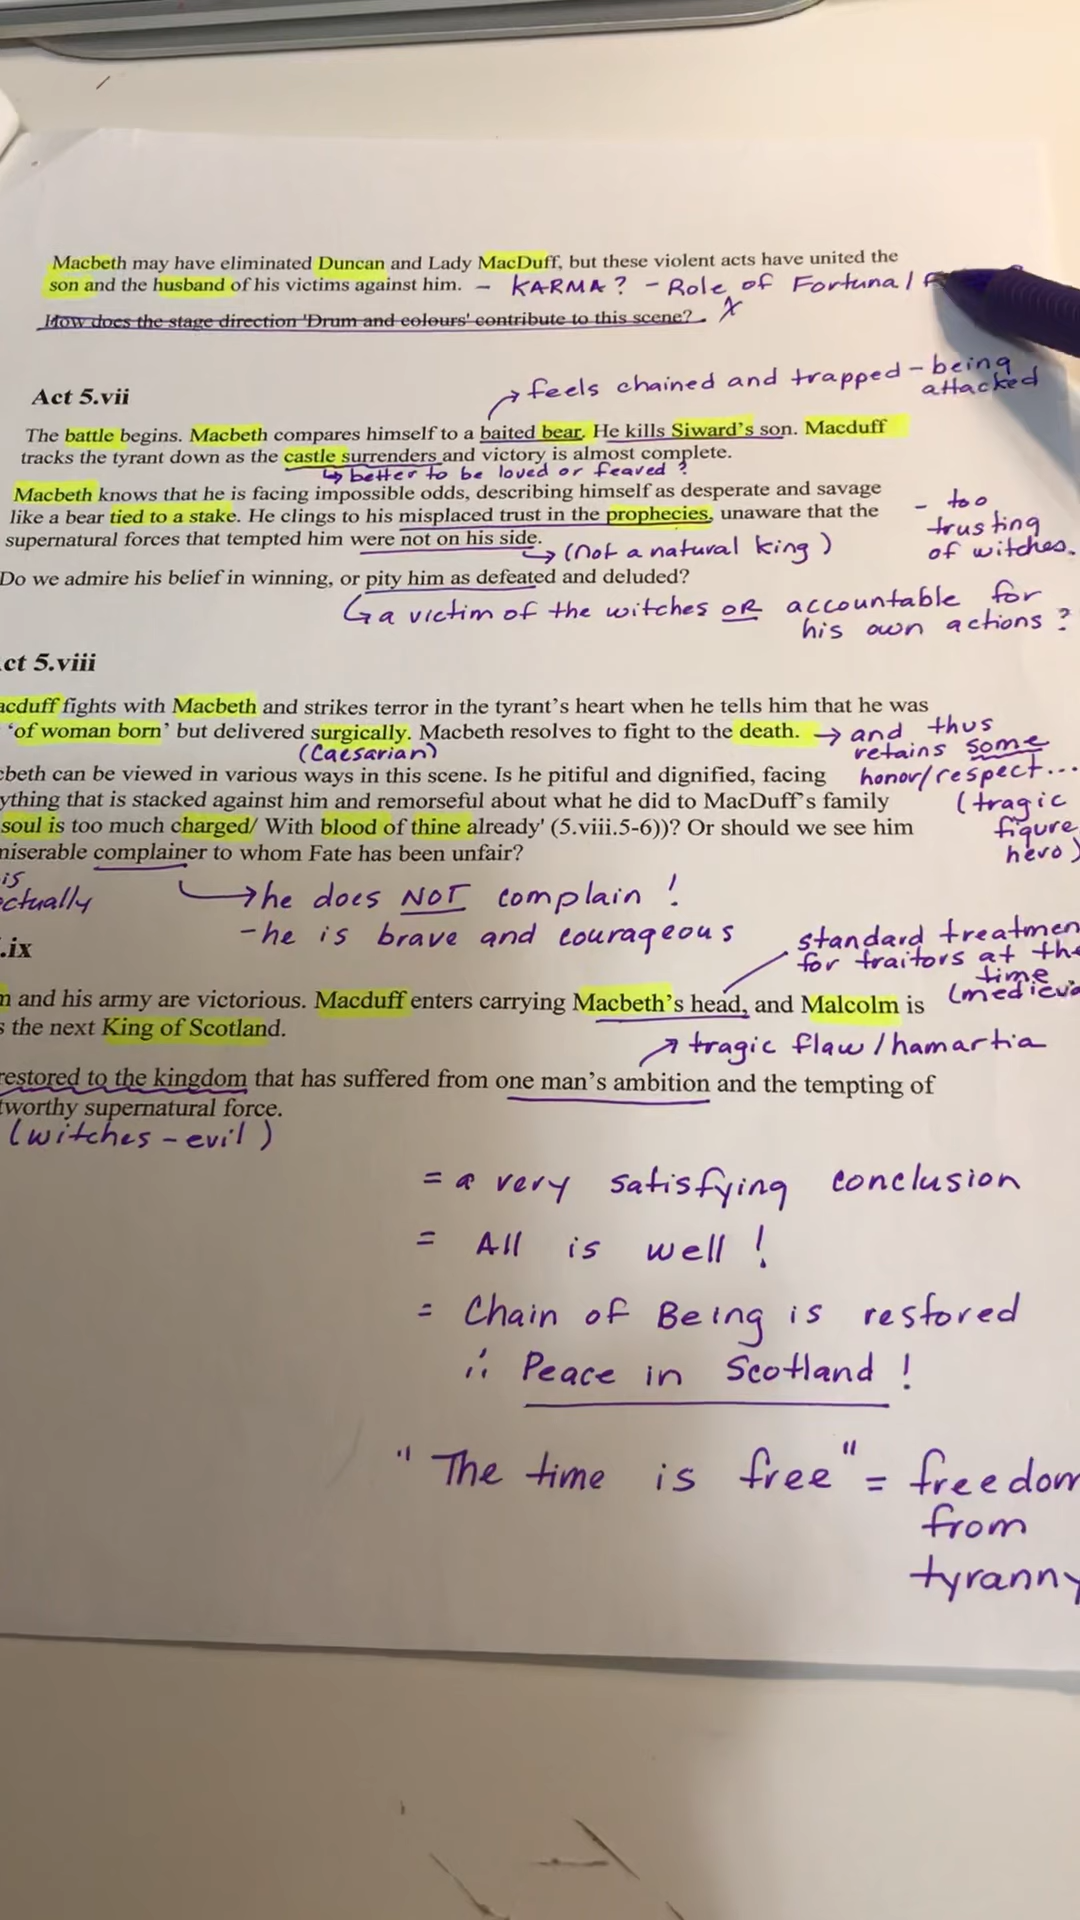 Macbeth may have eliminated Duncan and Lady MacDuff, but these violent acts have united the
son and the husband of his victims against him. - KARMA? - Role of Fortuna/
How does the stage direction 'Drum and colours' contribute to this scene? x
feels chained and trapped - being
attacked
Act 5.vii
The battle begins. Macbeth compares himself to a baited bear. He kills Siward's son. Macduff
tracks the tyrant down as the castle surrenders and victory is almost complete.
better to be loved or feared?
Macbeth knows that he is facing impossible odds, describing himself as desperate and savage
like a bear tied to a stake. He clings to his misplaced trust in the prophecies, unaware that the
supernatural forces that tempted him were not on his side.
- too
trusting
of witches.
(not a natural king)
Do we admire his belief in winning, or pity him as defeated and deluded?
a victim of the witches OR accountable for
his own actions?
ct 5.viii
acduff fights with Macbeth and strikes terror in the tyrant's heart when he tells him that he was
'of woman born' but delivered surgically. Macbeth resolves to fight to the death. → and thus
retains some
honor/respect...
(tragic
figure
hero)
(Caesarian)
cbeth can be viewed in various ways in this scene. Is he pitiful and dignified, facing
ything that is stacked against him and remorseful about what he did to MacDuff's family
soul is too much charged/ With blood of thine already' (5.viii.5-6))? Or should we see him
miserable complainer to whom Fate has been unfair?
is
ctually
he does NOT complain!
- he is brave and courageous
standard treatmen
for traitors at the
time
(medieva
.ix
m and his army are victorious. Macduff enters carrying Macbeth's head, and Malcolm is
s the next King of Scotland.
tragic flaw/hamartia
restored to the kingdom that has suffered from one man's ambition and the tempting of
tworthy supernatural force.
(witches - evil)
= a very satisfying conclusion
= All is well!
= Chain of Being is restored
∴ Peace in Scotland!
"The time is free" = freedom
from
tyranny